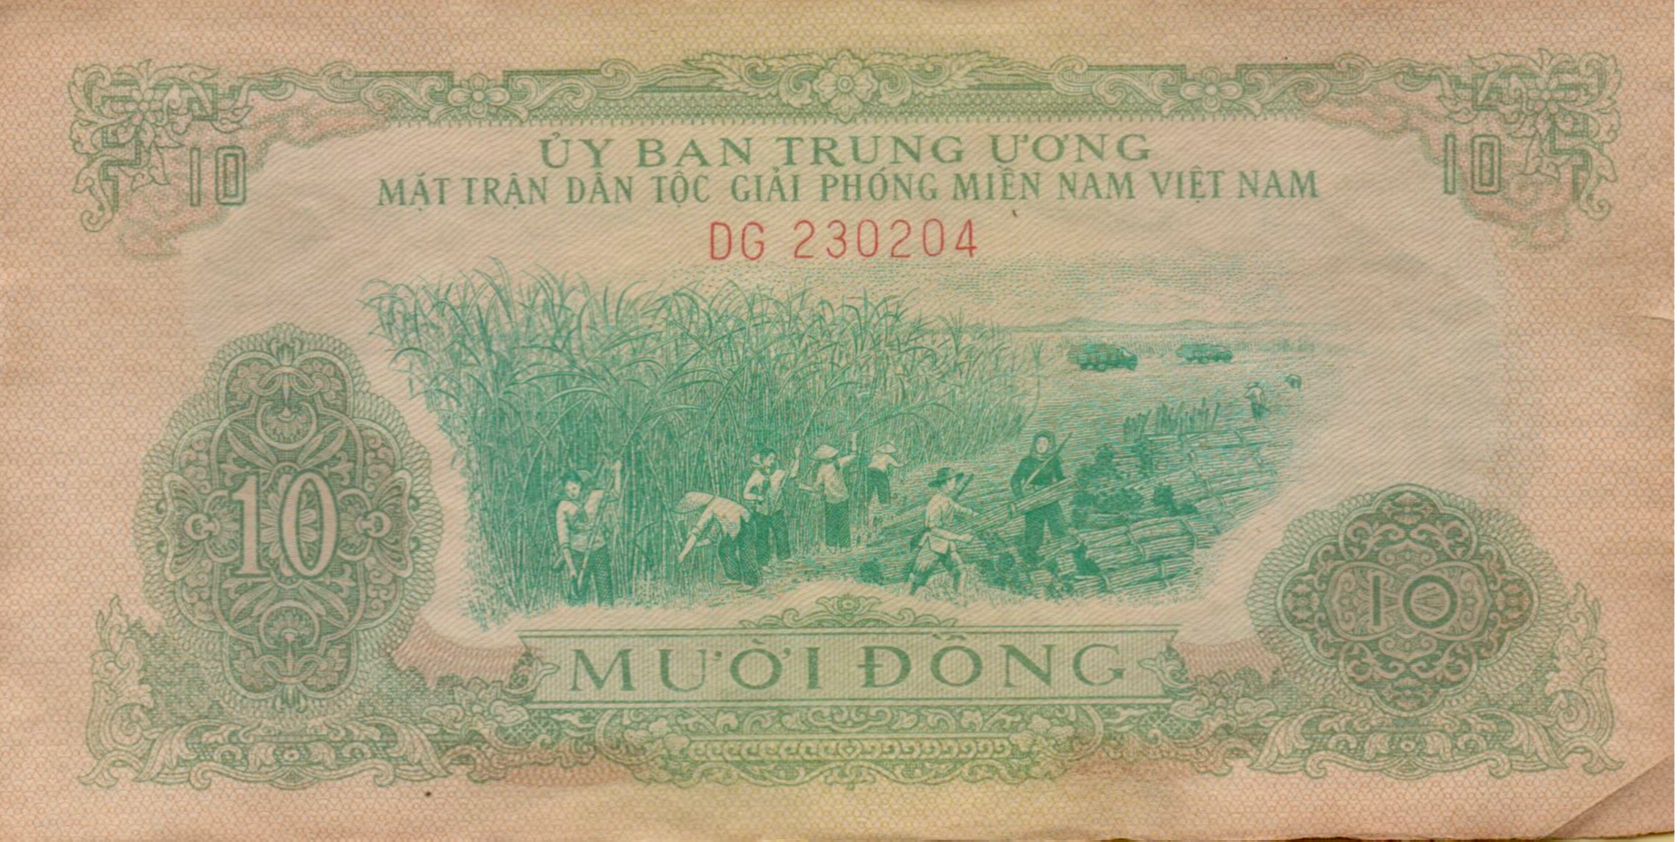 ỦY BAN TRUNG ƯƠNG
10 MẶT TRẬN DÂN TỘC GIẢI PHÓNG MIỀN NAM VIỆT NAM 10
DG 230204
10
10
MƯỜI ĐỒNG